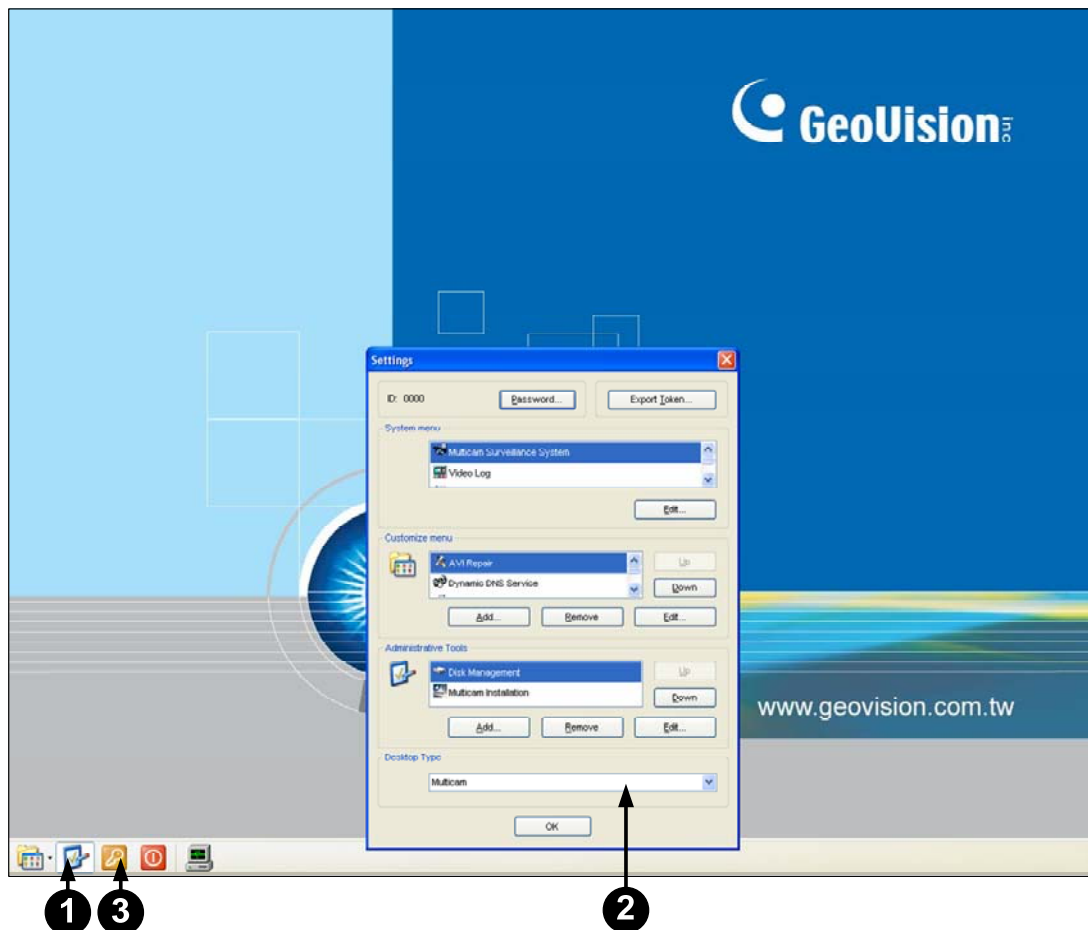 GeoVision inc
Settings
ID: 0000
Password...
Export Token...
System menu
Multicam Surveillance System
Video Log
Edit...
Customize menu
AVI Repair
Dynamic DNS Service
Up
Down
Add...
Remove
Edit...
Administrative Tools
Disk Management
Multicam Installation
Up
Down
Add...
Remove
Edit...
Desktop Type
Multicam
OK
www.geovision.com.tw
1
3
2